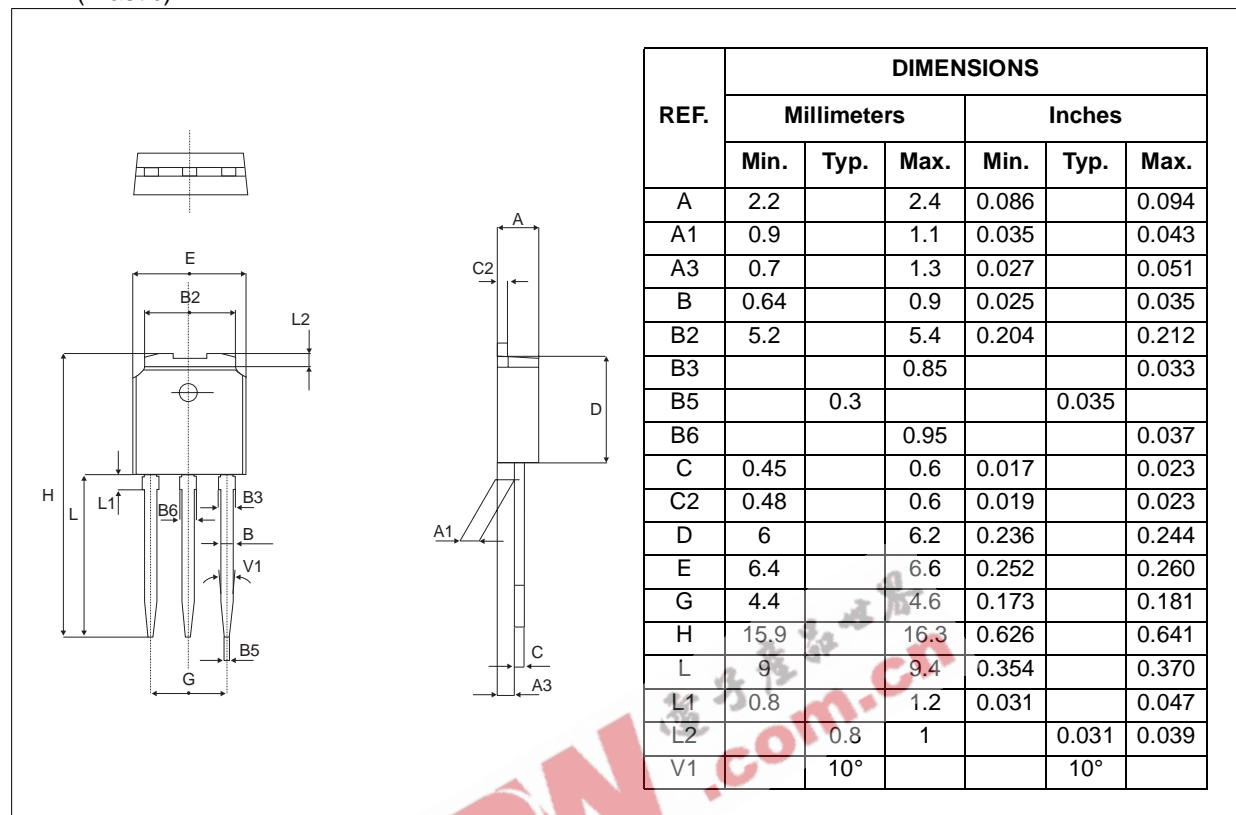 DIMENSIONS
REF. Millimeters Inches
Min. Typ. Max. Min. Typ. Max.
A 2.2 2.4 0.086 0.094
A1 0.9 1.1 0.035 0.043
A3 0.7 1.3 0.027 0.051
B 0.64 0.9 0.025 0.035
B2 5.2 5.4 0.204 0.212
B3 0.85 0.033
B5 0.3 0.035
B6 0.95 0.037
C 0.45 0.6 0.017 0.023
C2 0.48 0.6 0.019 0.023
D 6 6.2 0.236 0.244
E 6.4 6.6 0.252 0.260
G 4.4 4.6 0.173 0.181
H 15.9 16.3 0.626 0.641
L 9 9.4 0.354 0.370
L1 0.8 1.2 0.031 0.047
L2 0.8 1 0.031 0.039
V1 10° 10°
A
E
C2
B2
L2
D
H
L
L1
B6
B3
B
A1
V1
B5
G
C
A3
電子產品世界
.com.cn